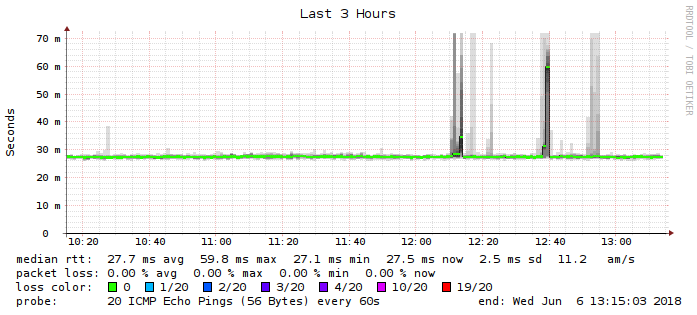 Last 3 Hours
RRDTOOL / TOBI OETIKER
Seconds
70 m
60 m
50 m
40 m
30 m
20 m
10 m
0
10:20 10:40 11:00 11:20 11:40 12:00 12:20 12:40 13:00
median rtt: 27.7 ms avg 59.8 ms max 27.1 ms min 27.5 ms now 2.5 ms sd 11.2 am/s
packet loss: 0.00 % avg 0.00 % max 0.00 % min 0.00 % now
loss color: 0 1/20 2/20 3/20 4/20 10/20 19/20
probe: 20 ICMP Echo Pings (56 Bytes) every 60s end: Wed Jun 6 13:15:03 2018